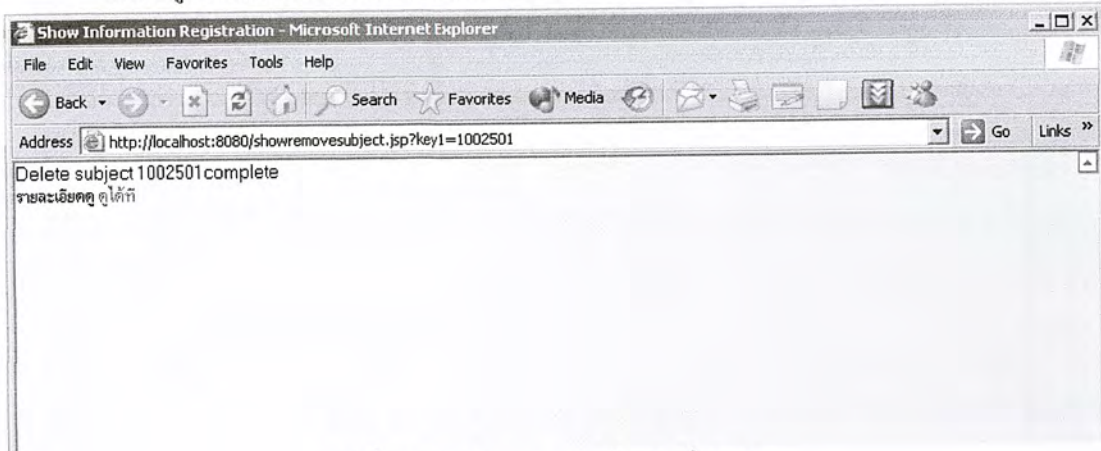 Show Information Registration - Microsoft Internet Explorer
File Edit View Favorites Tools Help
Back Search Favorites Media
Address http://localhost:8080/showremovesubject.jsp?key1=1002501 Go Links »
Delete subject 1002501complete
รายละเอียดดู ดูได้ที่